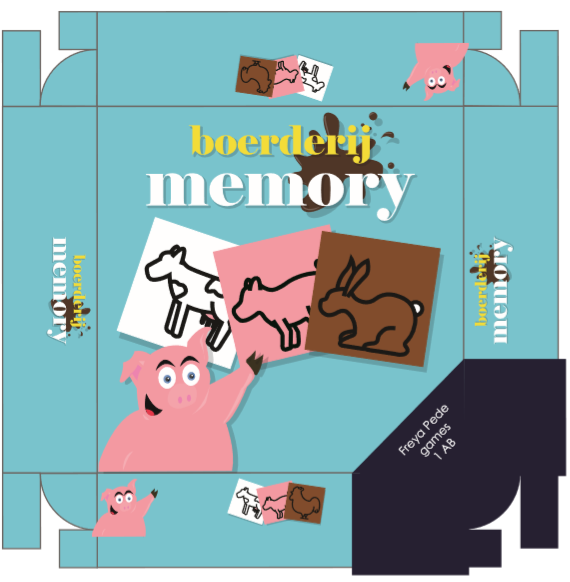 boerderij
memory
boerderij
memory
boerderij
memory
Freya Pede
games
1 AB